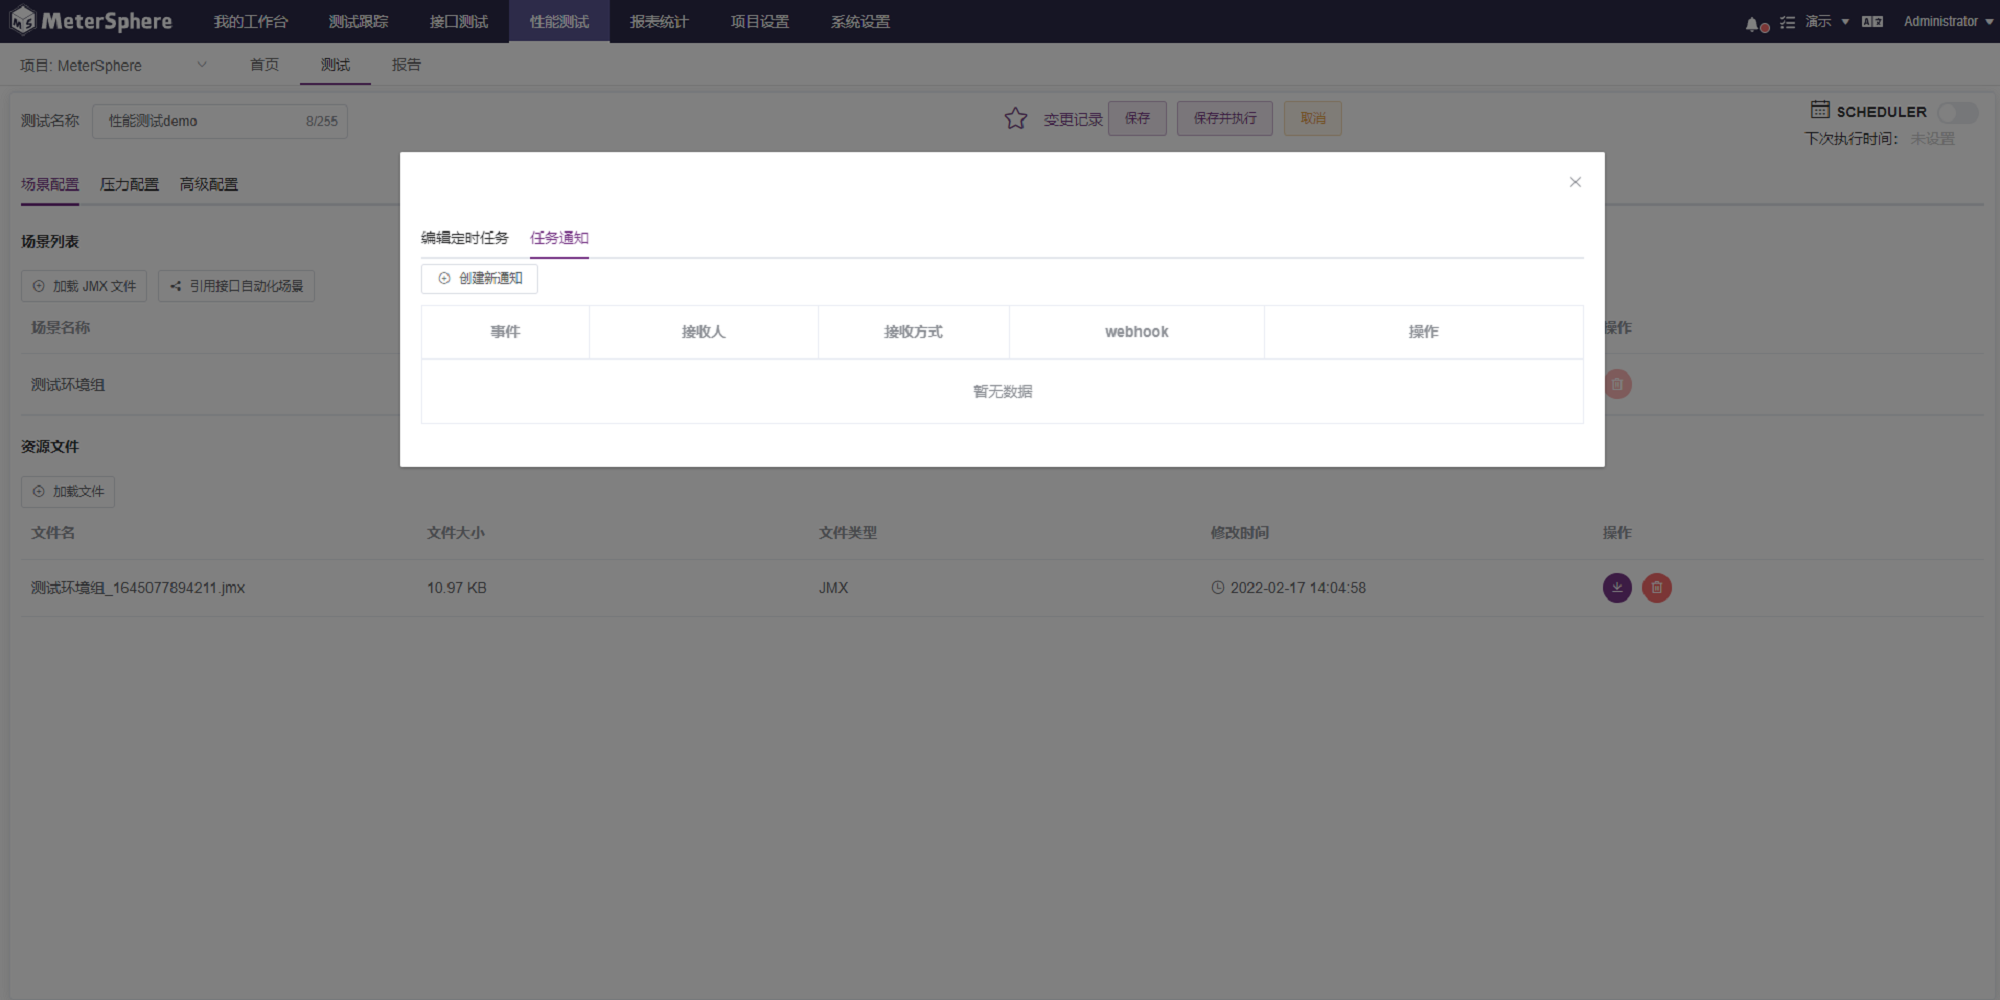 MeterSphere 我的工作台 测试跟踪 接口测试 性能测试 报表统计 项目设置 系统设置 演示 Administrator
项目: MeterSphere 首页 测试 报告
测试名称 性能测试demo 8/255 变更记录 保存 保存并执行 取消 SCHEDULER
下次执行时间: 未设置
场景配置 压力配置 高级配置
编辑定时任务 任务通知
创建新通知
事件 接收人 接收方式 webhook 操作
暂无数据
场景列表
加载 JMX 文件 引用接口自动化场景
场景名称 操作
测试环境组
资源文件
加载文件
文件名 文件大小 文件类型 修改时间 操作
测试环境组_1645077894211.jmx 10.97 KB JMX 2022-02-17 14:04:58